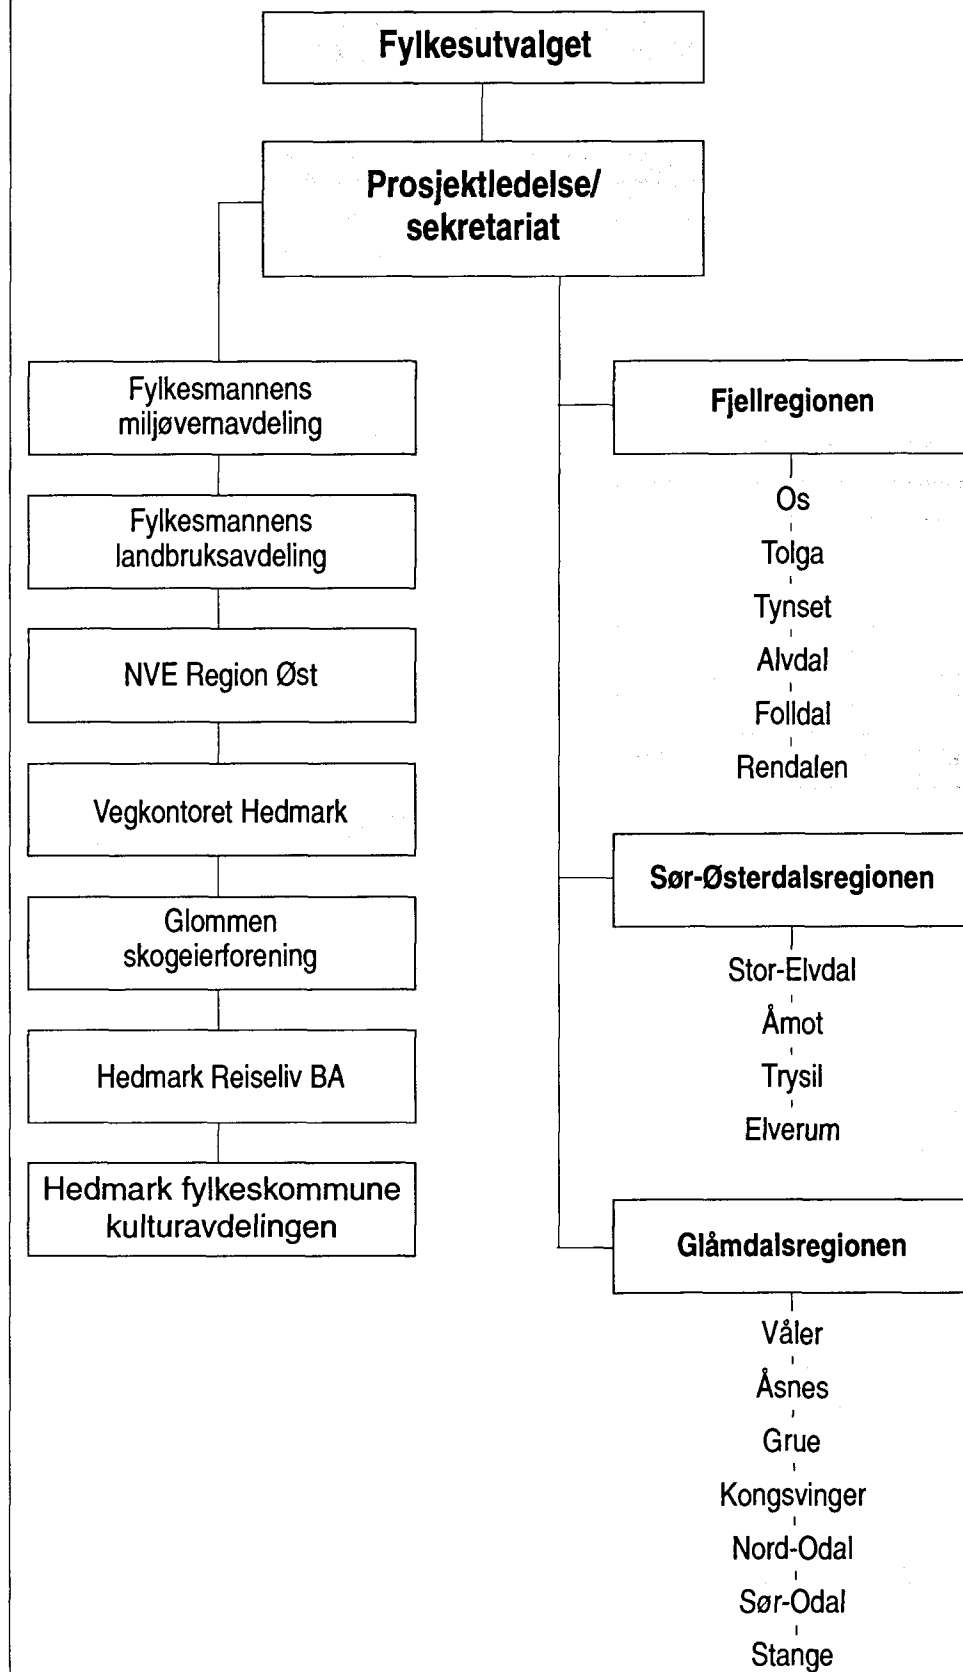 Fylkesutvalget
Prosjektledelse/
sekretariat
Fylkesmannens
miljøvernavdeling
Fylkesmannens
landbruksavdeling
NVE Region Øst
Vegkontoret Hedmark
Glommen
skogeierforening
Hedmark Reiseliv BA
Hedmark fylkeskommune
kulturavdelingen
Fjellregionen
Os
Tolga
Tynset
Alvdal
Folldal
Rendalen
Sør-Østerdalsregionen
Stor-Elvdal
Åmot
Trysil
Elverum
Glåmdalsregionen
Våler
Åsnes
Grue
Kongsvinger
Nord-Odal
Sør-Odal
Stange